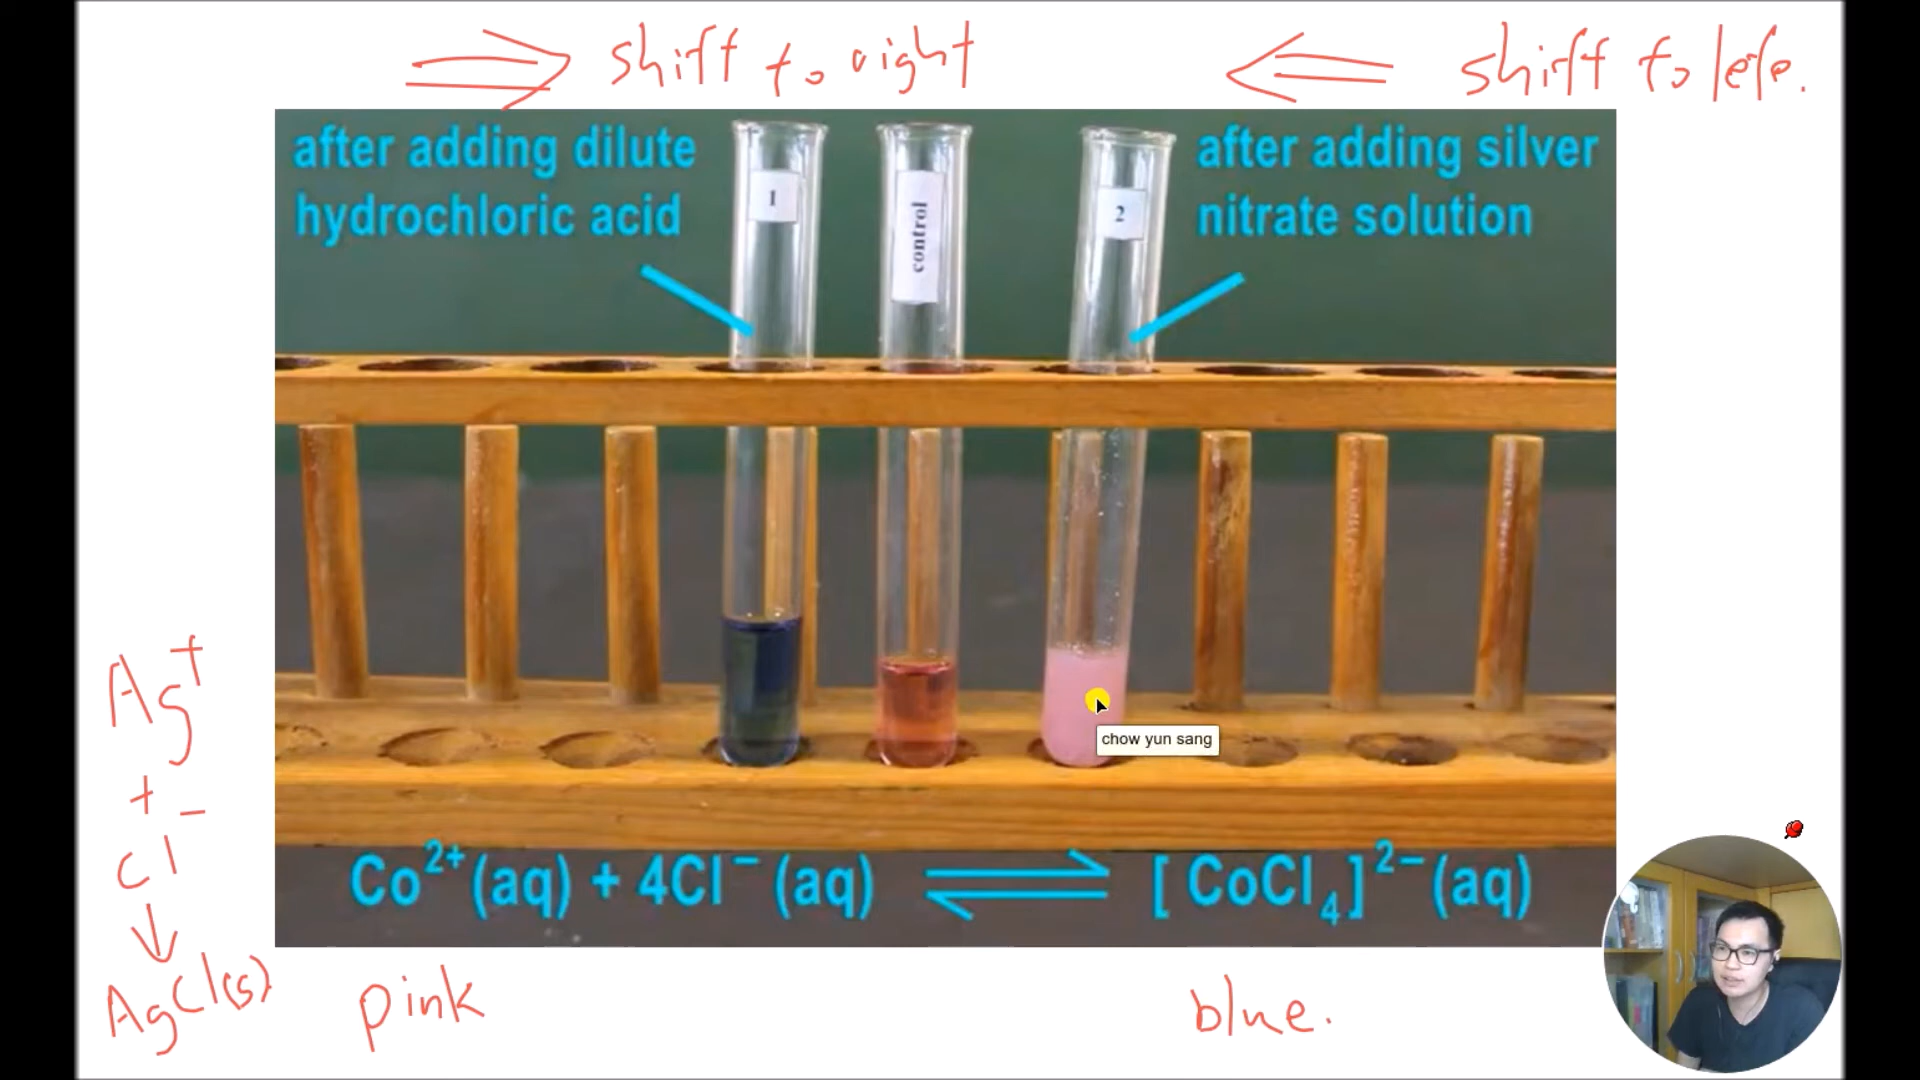 shift to right
shift to left.
after adding dilute
hydrochloric acid
1
control
2
after adding silver
nitrate solution
chow yun sang
Ag⁺
+
Cl⁻
↓
AgCl(s)
Co²⁺(aq) + 4Cl⁻(aq) ⇌ [CoCl₄]²⁻(aq)
pink
blue.